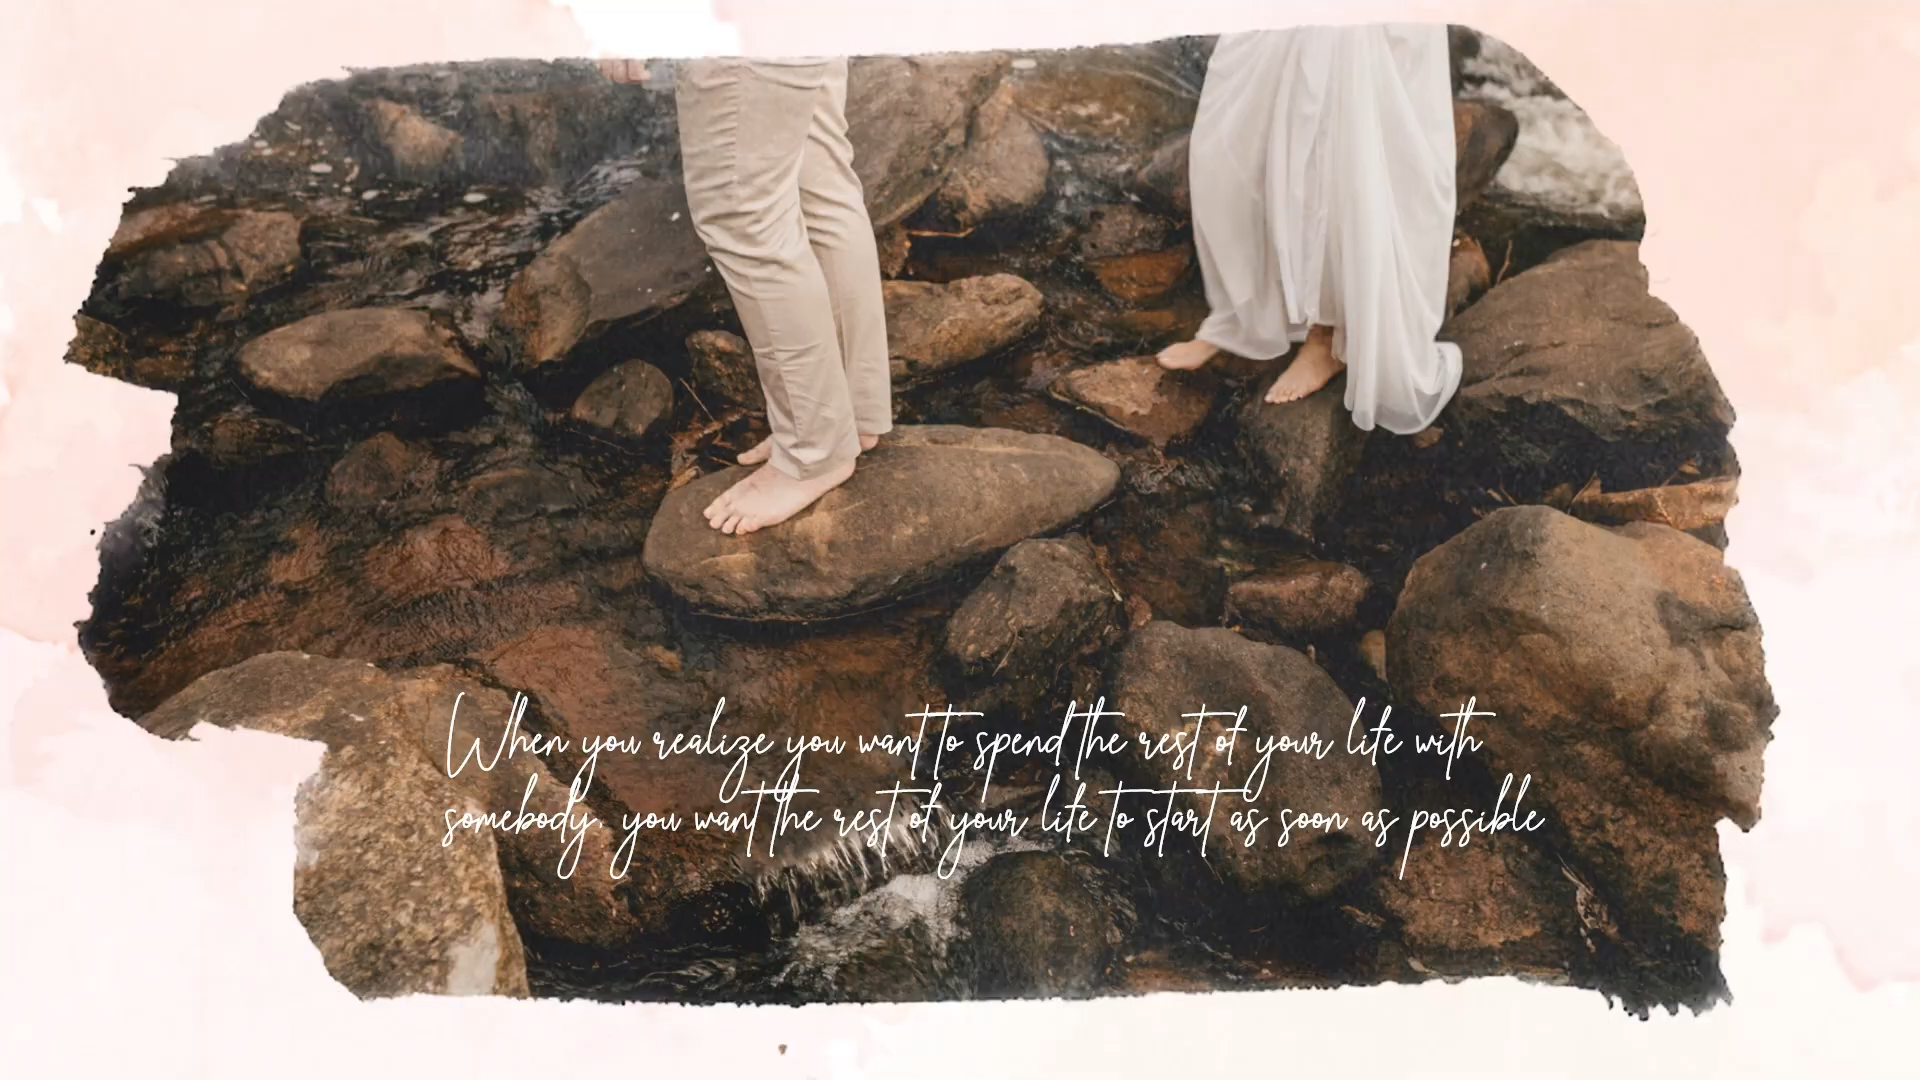 When you realize you want to spend the rest of your life with
somebody, you want the rest of your life to start as soon as possible